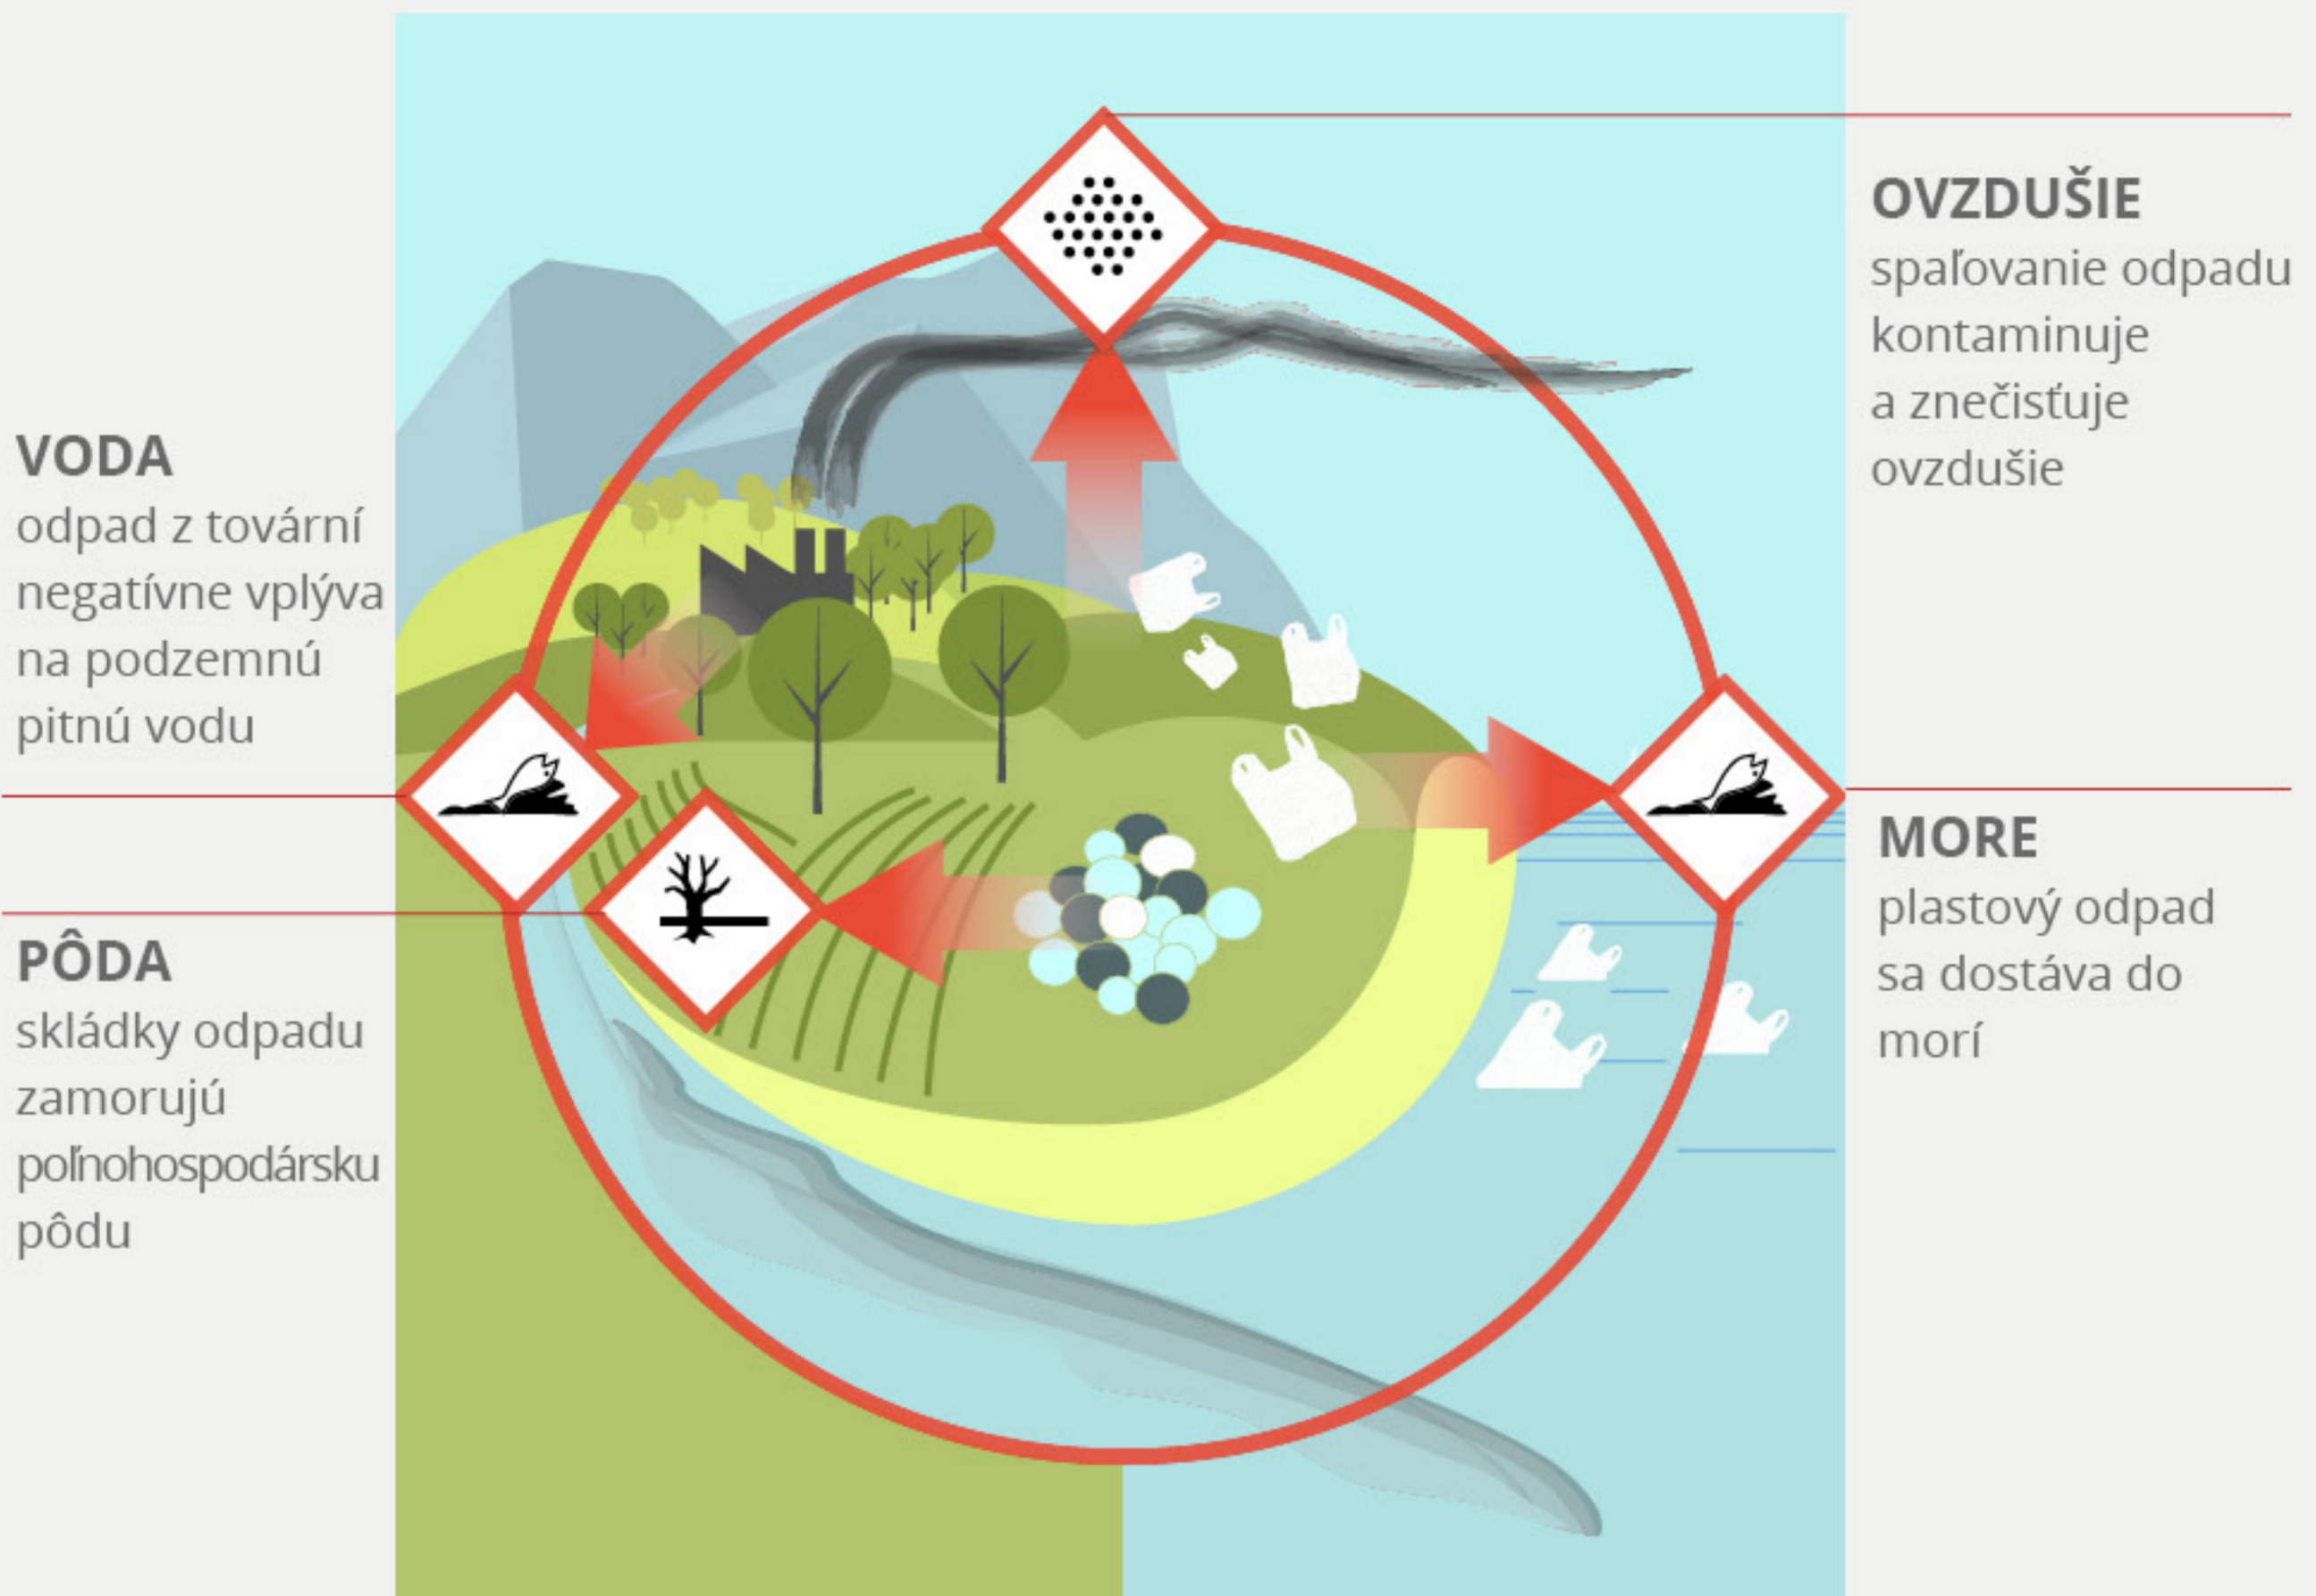 VODA
odpad z tovární
negatívne vplýva
na podzemnú
pitnú vodu
PÔDA
skládky odpadu
zamorujú
poľnohospodársku
pôdu
OVZDUŠIE
spaľovanie odpadu
kontaminuje
a znečisťuje
ovzdušie
MORE
plastový odpad
sa dostáva do
morí